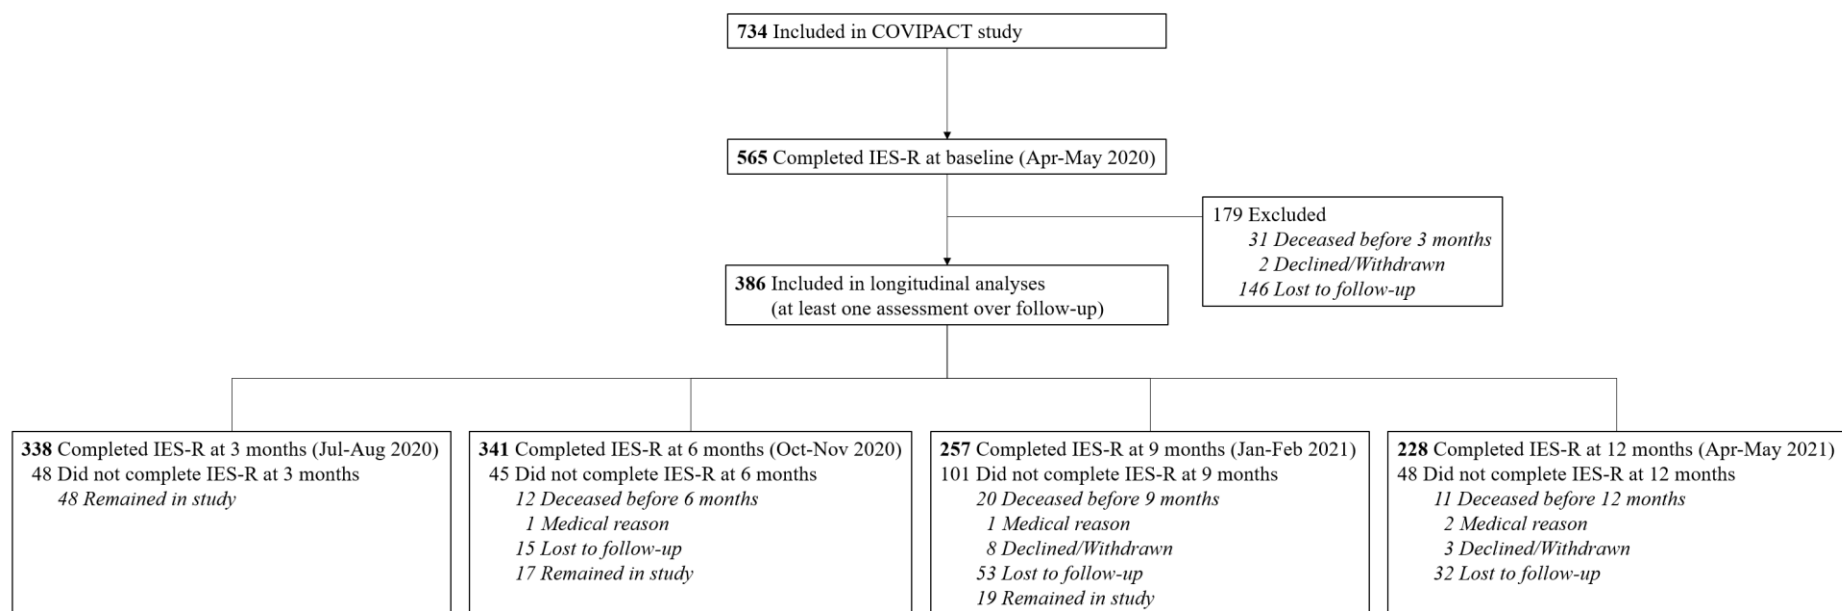 734 Included in COVIPACT study
565 Completed IES-R at baseline (Apr-May 2020)
179 Excluded
31 Deceased before 3 months
2 Declined/Withdrawn
146 Lost to follow-up
386 Included in longitudinal analyses
(at least one assessment over follow-up)
338 Completed IES-R at 3 months (Jul-Aug 2020)
48 Did not complete IES-R at 3 months
48 Remained in study
341 Completed IES-R at 6 months (Oct-Nov 2020)
45 Did not complete IES-R at 6 months
12 Deceased before 6 months
1 Medical reason
15 Lost to follow-up
17 Remained in study
257 Completed IES-R at 9 months (Jan-Feb 2021)
101 Did not complete IES-R at 9 months
20 Deceased before 9 months
1 Medical reason
8 Declined/Withdrawn
53 Lost to follow-up
19 Remained in study
228 Completed IES-R at 12 months (Apr-May 2021)
48 Did not complete IES-R at 12 months
11 Deceased before 12 months
2 Medical reason
3 Declined/Withdrawn
32 Lost to follow-up